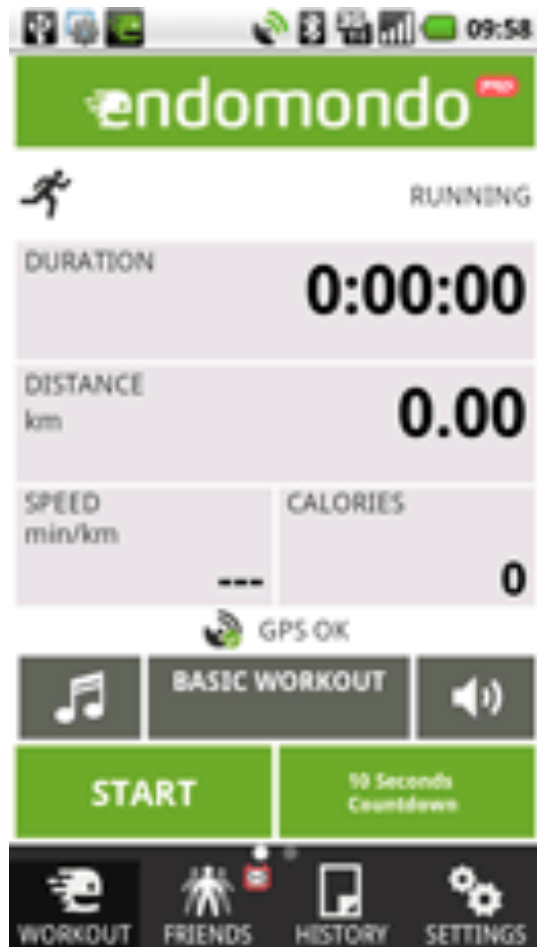 09:58
endomondo PRO
RUNNING
DURATION
0:00:00
DISTANCE
km
0.00
SPEED
min/km
---
CALORIES
0
GPS OK
BASIC WORKOUT
START
10 Seconds
Countdown
WORKOUT
FRIENDS
HISTORY
SETTINGS